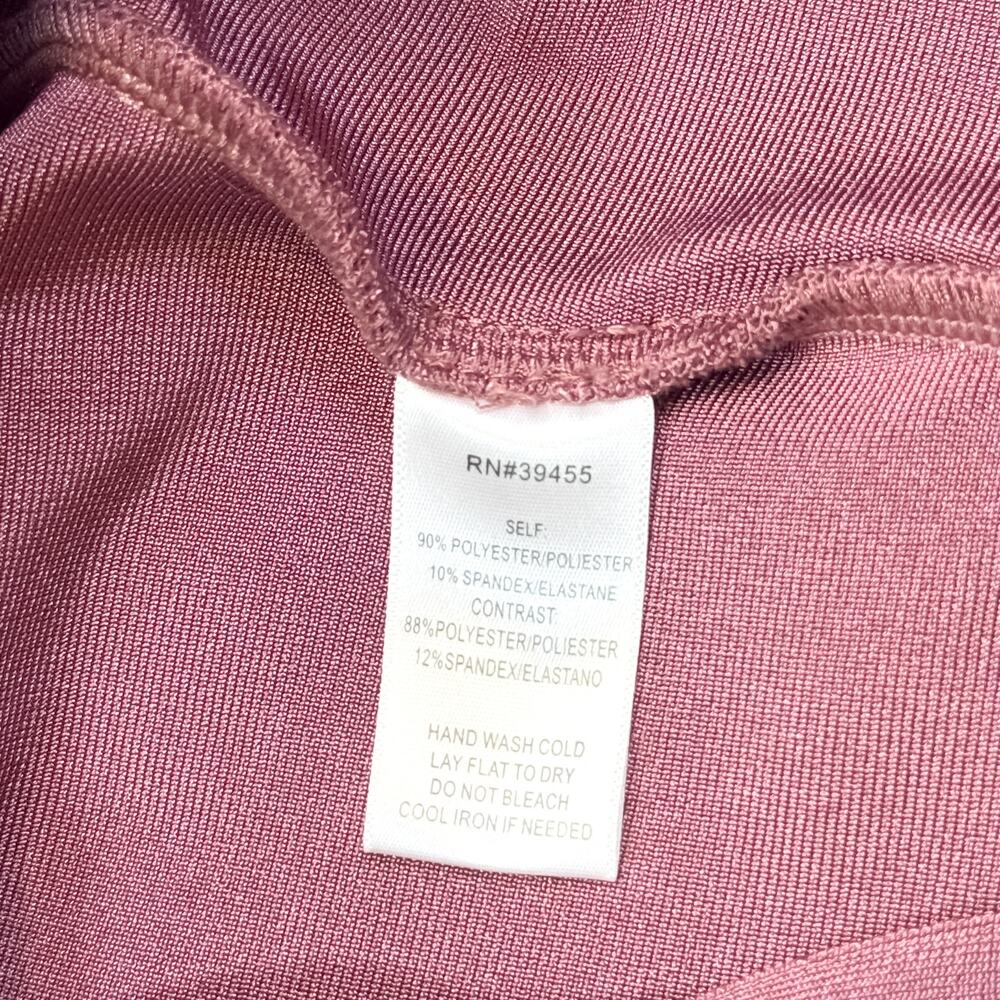 RN#39455
SELF:
90% POLYESTER/POLIESTER
10% SPANDEX/ELASTANE
CONTRAST:
88%POLYESTER/POLIESTER
12%SPANDEX/ELASTANO
HAND WASH COLD
LAY FLAT TO DRY
DO NOT BLEACH
COOL IRON IF NEEDED